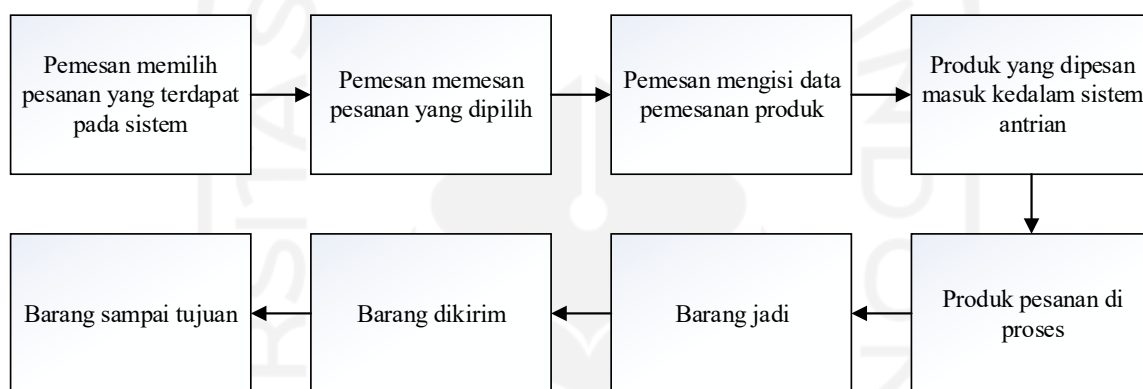 Pemesan memilih
pesanan yang terdapat
pada sistem
Pemesan memesan
pesanan yang dipilih
Pemesan mengisi data
pemesanan produk
Produk yang dipesan
masuk kedalam sistem
antrian
Produk pesanan di
proses
Barang jadi
Barang dikirim
Barang sampai tujuan